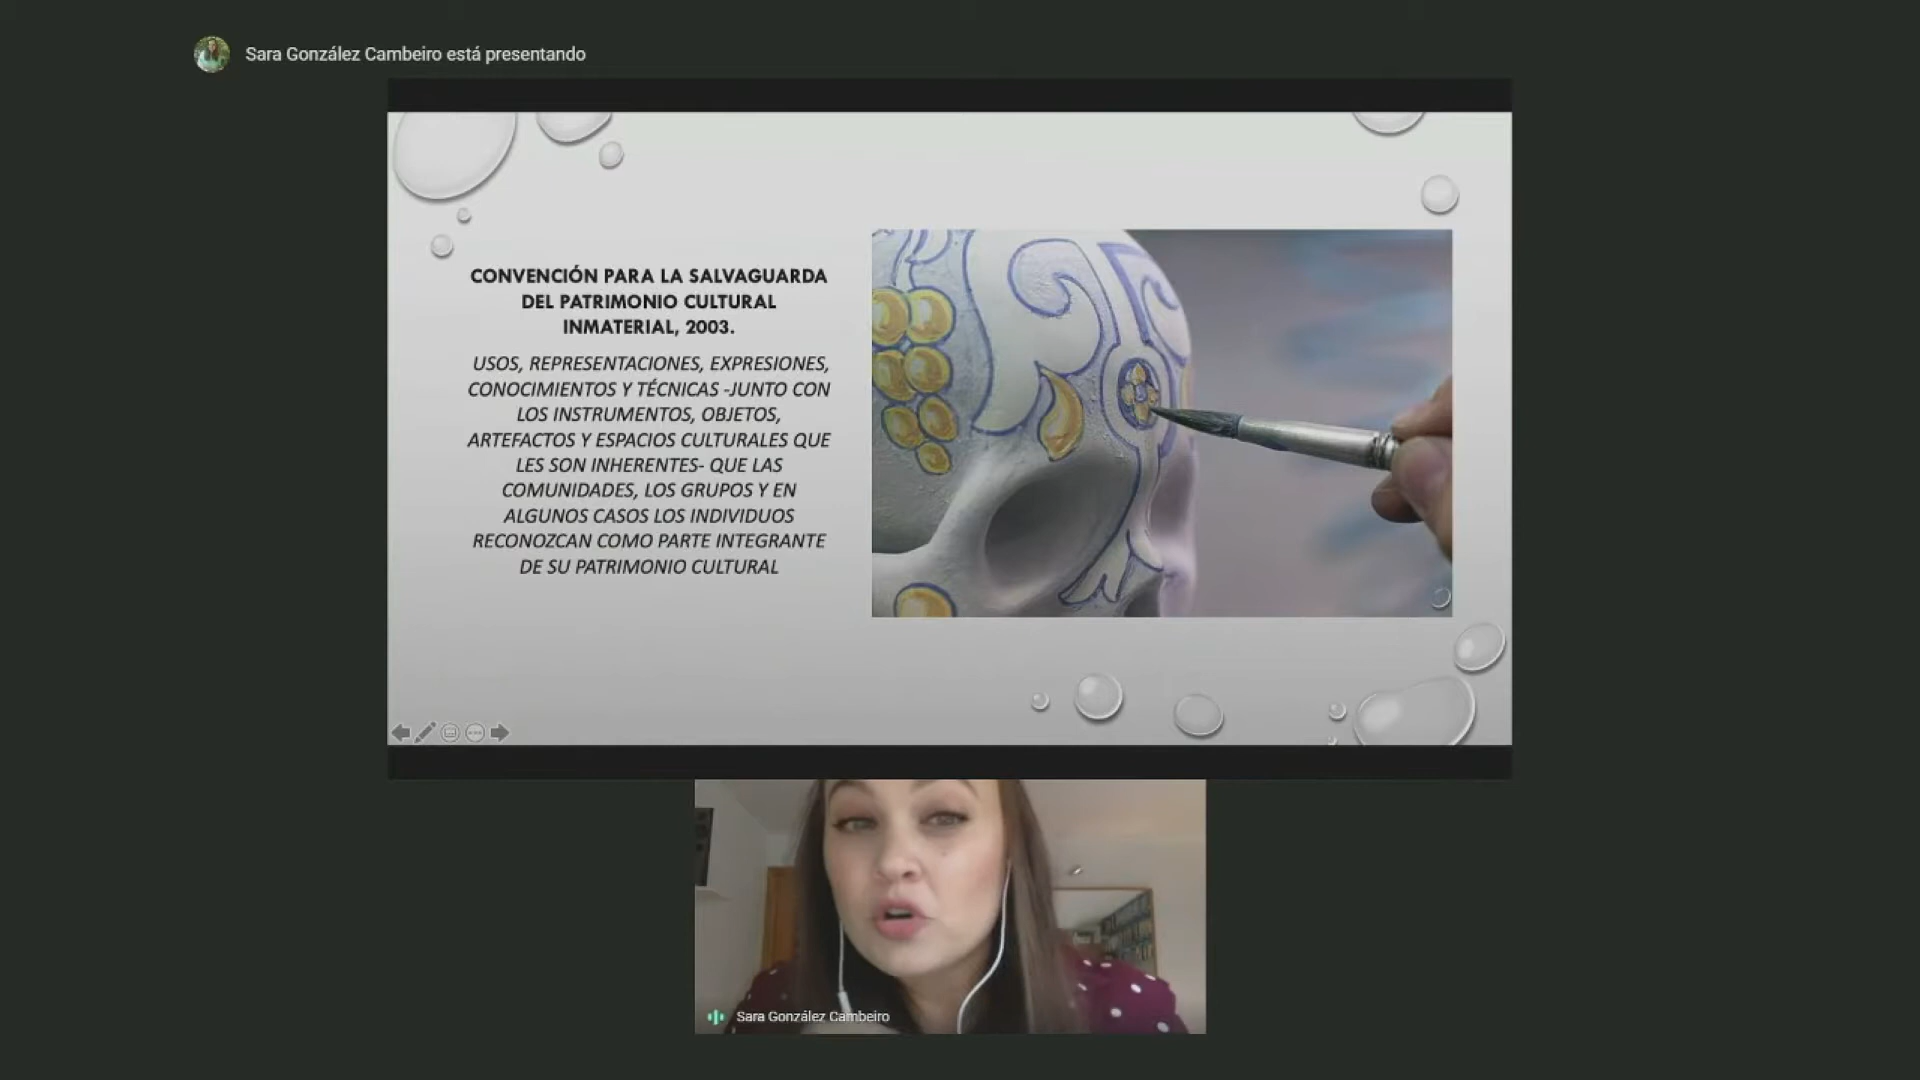 Sara González Cambeiro está presentando
CONVENCIÓN PARA LA SALVAGUARDA
DEL PATRIMONIO CULTURAL
INMATERIAL, 2003.
USOS, REPRESENTACIONES, EXPRESIONES,
CONOCIMIENTOS Y TÉCNICAS -JUNTO CON
LOS INSTRUMENTOS, OBJETOS,
ARTEFACTOS Y ESPACIOS CULTURALES QUE
LES SON INHERENTES- QUE LAS
COMUNIDADES, LOS GRUPOS Y EN
ALGUNOS CASOS LOS INDIVIDUOS
RECONOZCAN COMO PARTE INTEGRANTE
DE SU PATRIMONIO CULTURAL
Sara González Cambeiro